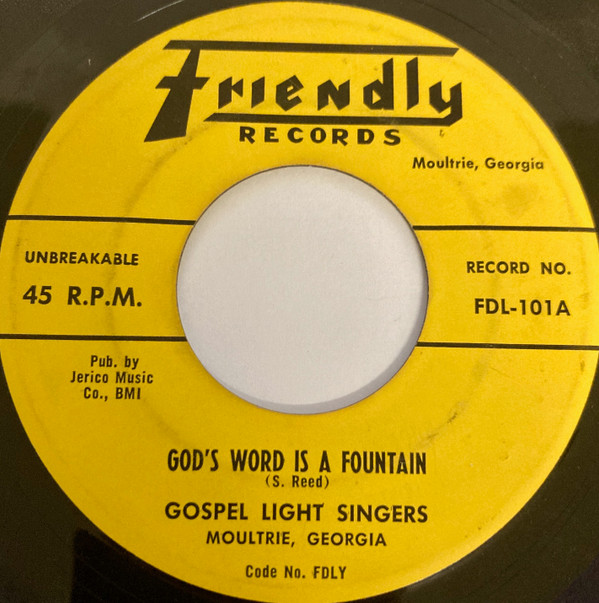 Friendly
RECORDS
Moultrie, Georgia
UNBREAKABLE
45 R.P.M.
RECORD NO.
FDL-101A
Pub. by
Jerico Music
Co., BMI
GOD'S WORD IS A FOUNTAIN
(S. Reed)
GOSPEL LIGHT SINGERS
MOULTRIE, GEORGIA
Code No. FDLY